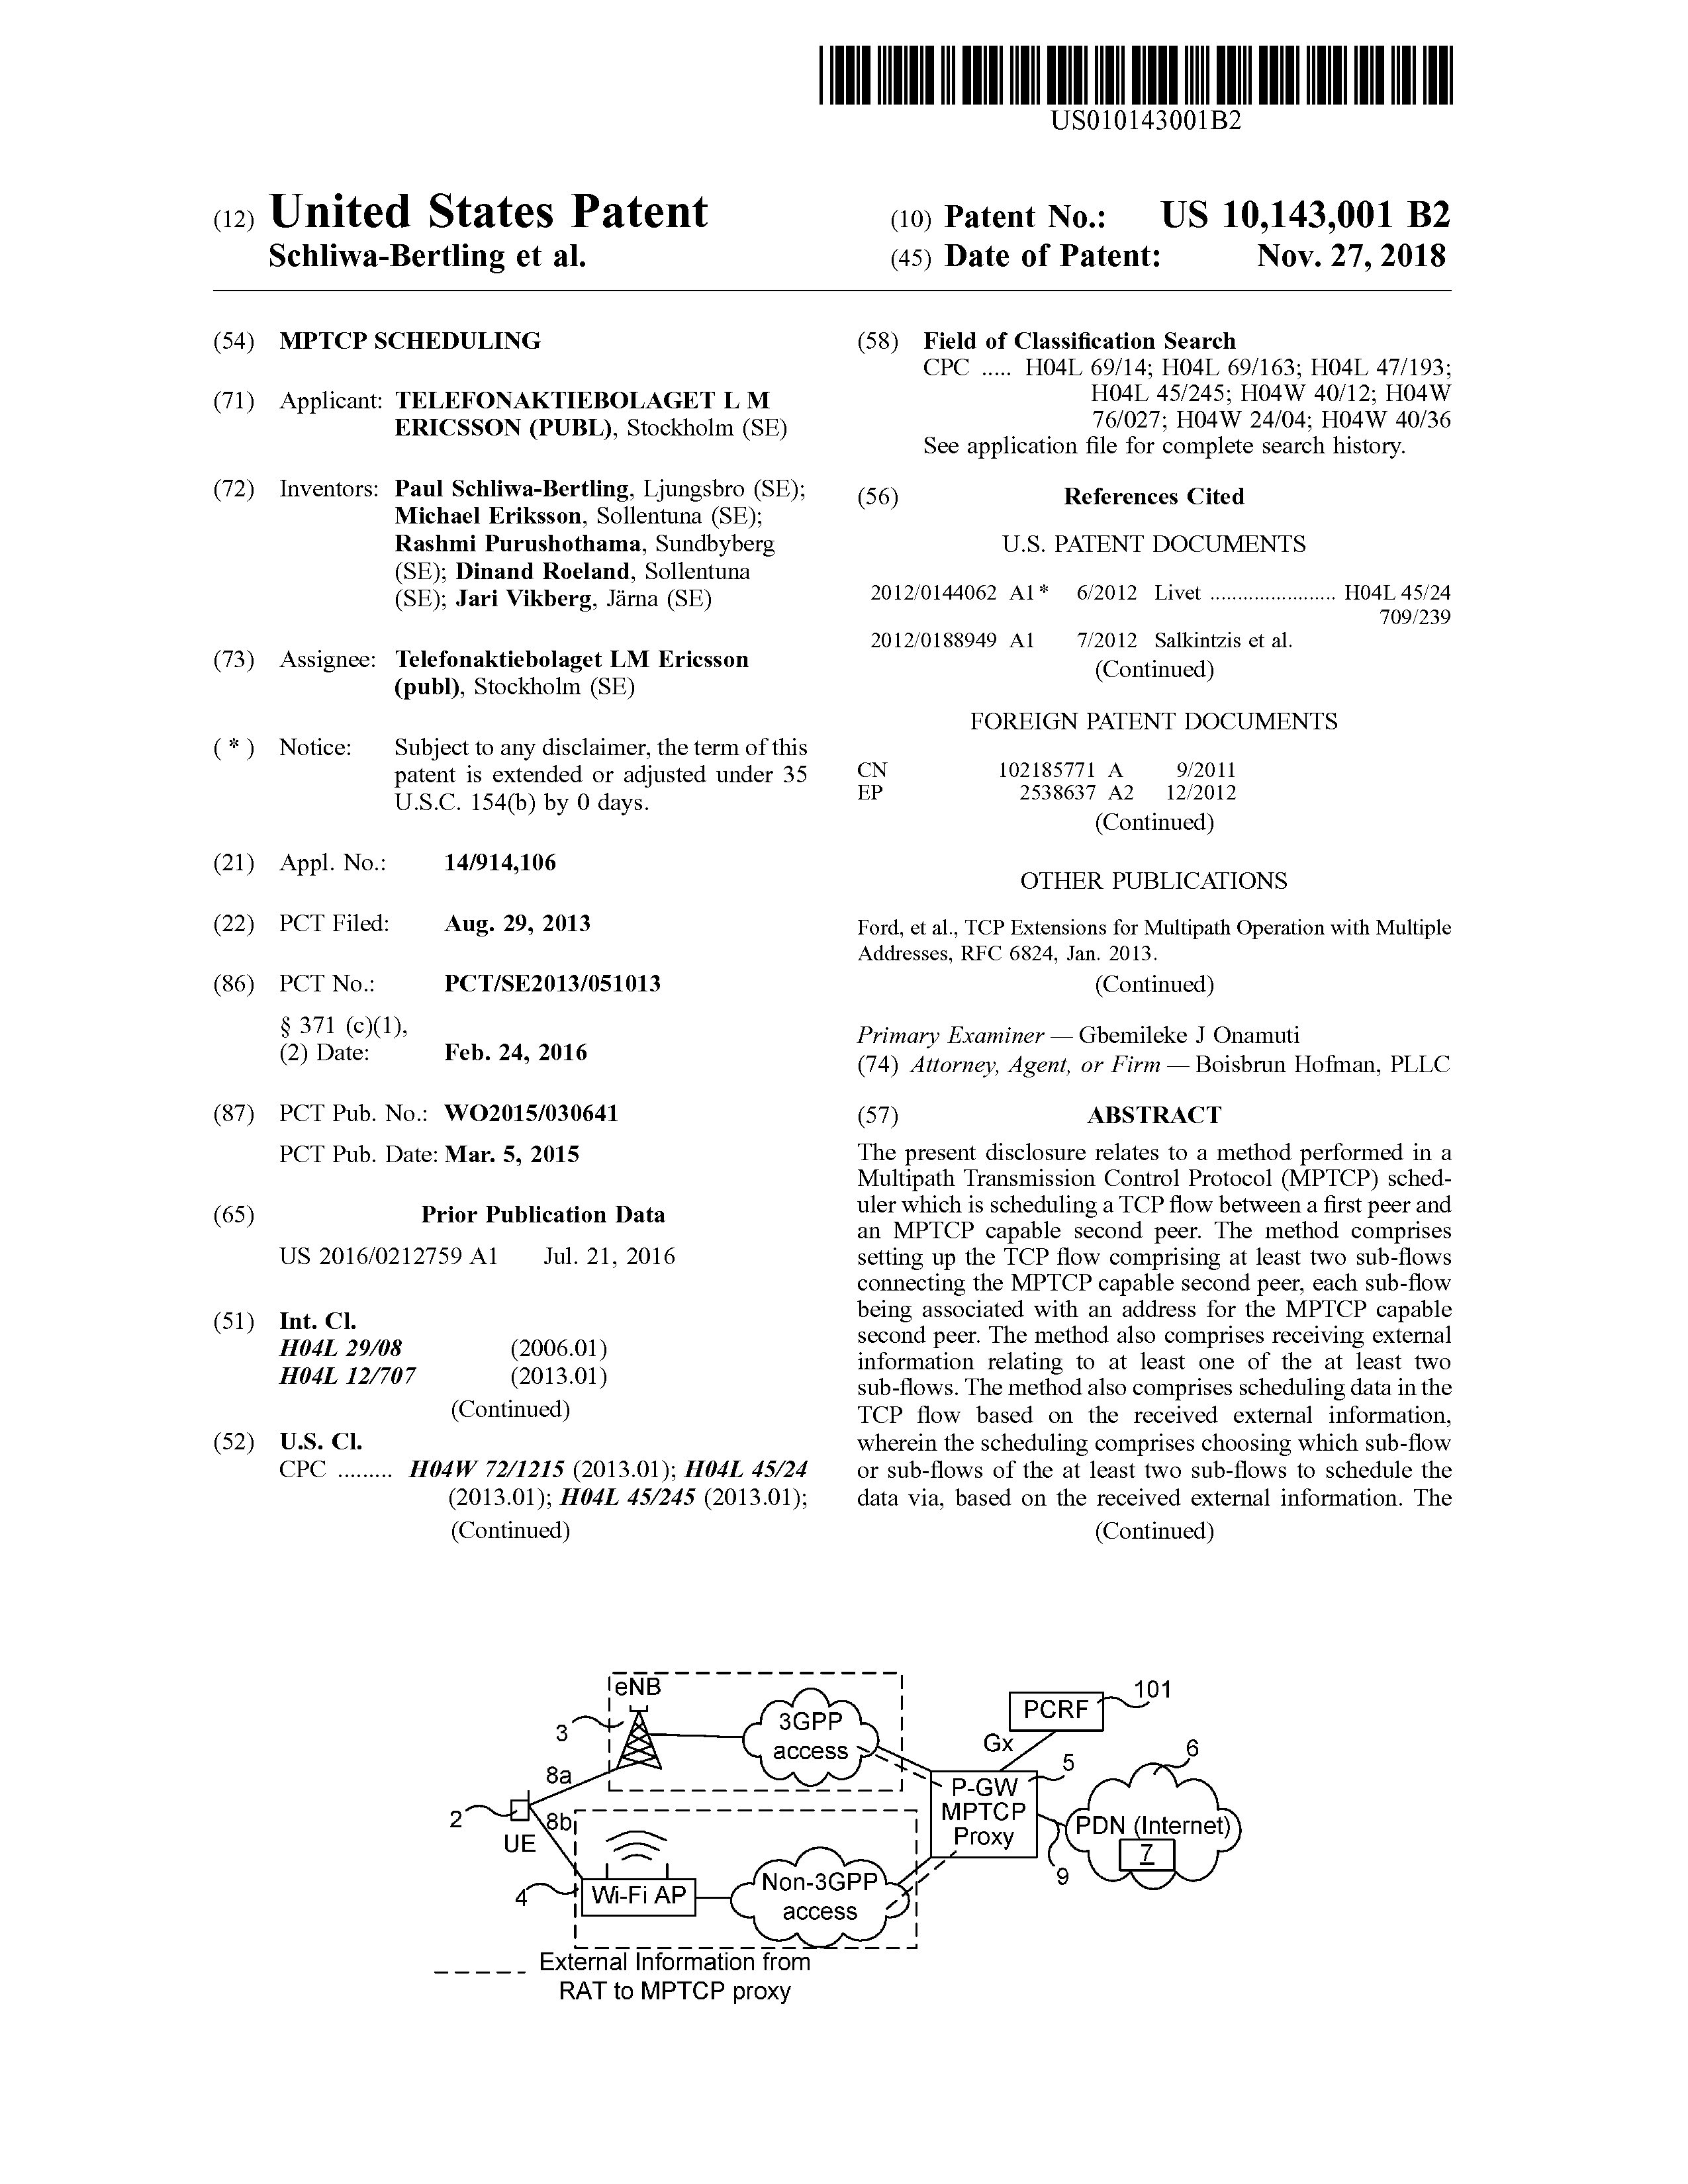 US010143001B2
(12) United States Patent
Schliwa-Bertling et al.
(10) Patent No.: US 10,143,001 B2
(45) Date of Patent: Nov. 27, 2018
(54) MPTCP SCHEDULING
(71) Applicant: TELEFONAKTIEBOLAGET L M
ERICSSON (PUBL), Stockholm (SE)
(72) Inventors: Paul Schliwa-Bertling, Ljungsbro (SE);
Michael Eriksson, Sollentuna (SE);
Rashmi Purushothama, Sundbyberg
(SE); Dinand Roeland, Sollentuna
(SE); Jari Vikberg, Järna (SE)
(73) Assignee: Telefonaktiebolaget LM Ericsson
(publ), Stockholm (SE)
( * ) Notice: Subject to any disclaimer, the term of this
patent is extended or adjusted under 35
U.S.C. 154(b) by 0 days.
(21) Appl. No.: 14/914,106
(22) PCT Filed: Aug. 29, 2013
(86) PCT No.: PCT/SE2013/051013
§ 371 (c)(1),
(2) Date: Feb. 24, 2016
(87) PCT Pub. No.: WO2015/030641
PCT Pub. Date: Mar. 5, 2015
(65) Prior Publication Data
US 2016/0212759 A1 Jul. 21, 2016
(51) Int. Cl.
H04L 29/08 (2006.01)
H04L 12/707 (2013.01)
(Continued)
(52) U.S. Cl.
CPC ......... H04W 72/1215 (2013.01); H04L 45/24
(2013.01); H04L 45/245 (2013.01);
(Continued)
(58) Field of Classification Search
CPC ..... H04L 69/14; H04L 69/163; H04L 47/193;
H04L 45/245; H04W 40/12; H04W
76/027; H04W 24/04; H04W 40/36
See application file for complete search history.
(56) References Cited
U.S. PATENT DOCUMENTS
2012/0144062 A1* 6/2012 Livet ....................... H04L 45/24
709/239
2012/0188949 A1 7/2012 Salkintzis et al.
(Continued)
FOREIGN PATENT DOCUMENTS
CN 102185771 A 9/2011
EP 2538637 A2 12/2012
(Continued)
OTHER PUBLICATIONS
Ford, et al., TCP Extensions for Multipath Operation with Multiple
Addresses, RFC 6824, Jan. 2013.
(Continued)
Primary Examiner — Gbemileke J Onamuti
(74) Attorney, Agent, or Firm — Boisbrun Hofman, PLLC
(57) ABSTRACT
The present disclosure relates to a method performed in a
Multipath Transmission Control Protocol (MPTCP) sched-
uler which is scheduling a TCP flow between a first peer and
an MPTCP capable second peer. The method comprises
setting up the TCP flow comprising at least two sub-flows
connecting the MPTCP capable second peer, each sub-flow
being associated with an address for the MPTCP capable
second peer. The method also comprises receiving external
information relating to at least one of the at least two
sub-flows. The method also comprises scheduling data in the
TCP flow based on the received external information,
wherein the scheduling comprises choosing which sub-flow
or sub-flows of the at least two sub-flows to schedule the
data via, based on the received external information. The
(Continued)
eNB
3
3GPP
access
PCRF
101
Gx
8a
5
6
P-GW
MPTCP
Proxy
2
UE
8b
PDN (Internet)
7
9
4
Wi-Fi AP
Non-3GPP
access
External Information from
RAT to MPTCP proxy